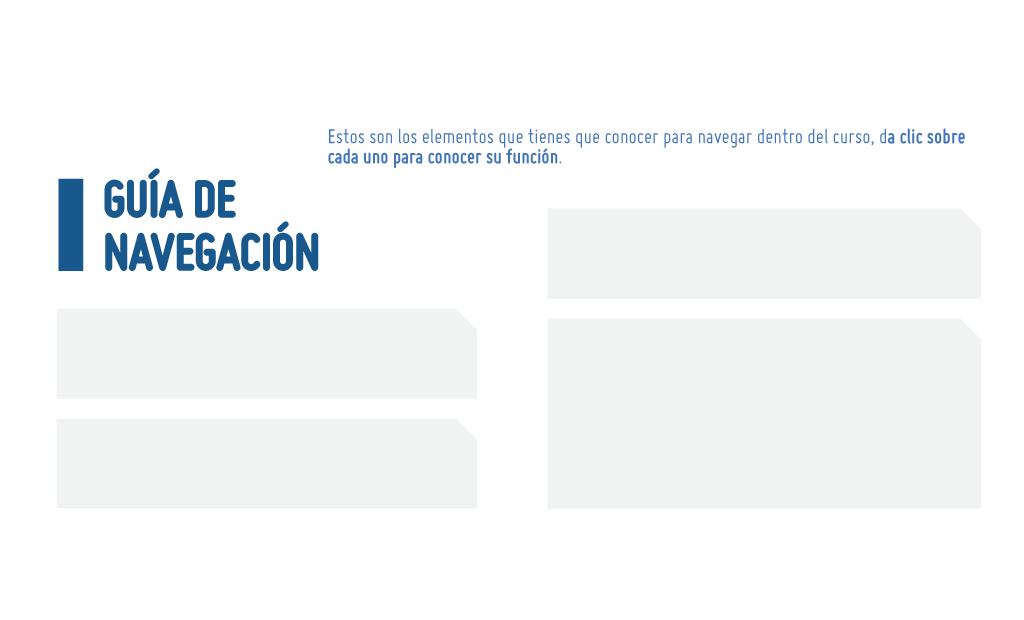 Estos son los elementos que tienes que conocer para navegar dentro del curso, da clic sobre
cada uno para conocer su función.
GUÍA DE
NAVEGACIÓN